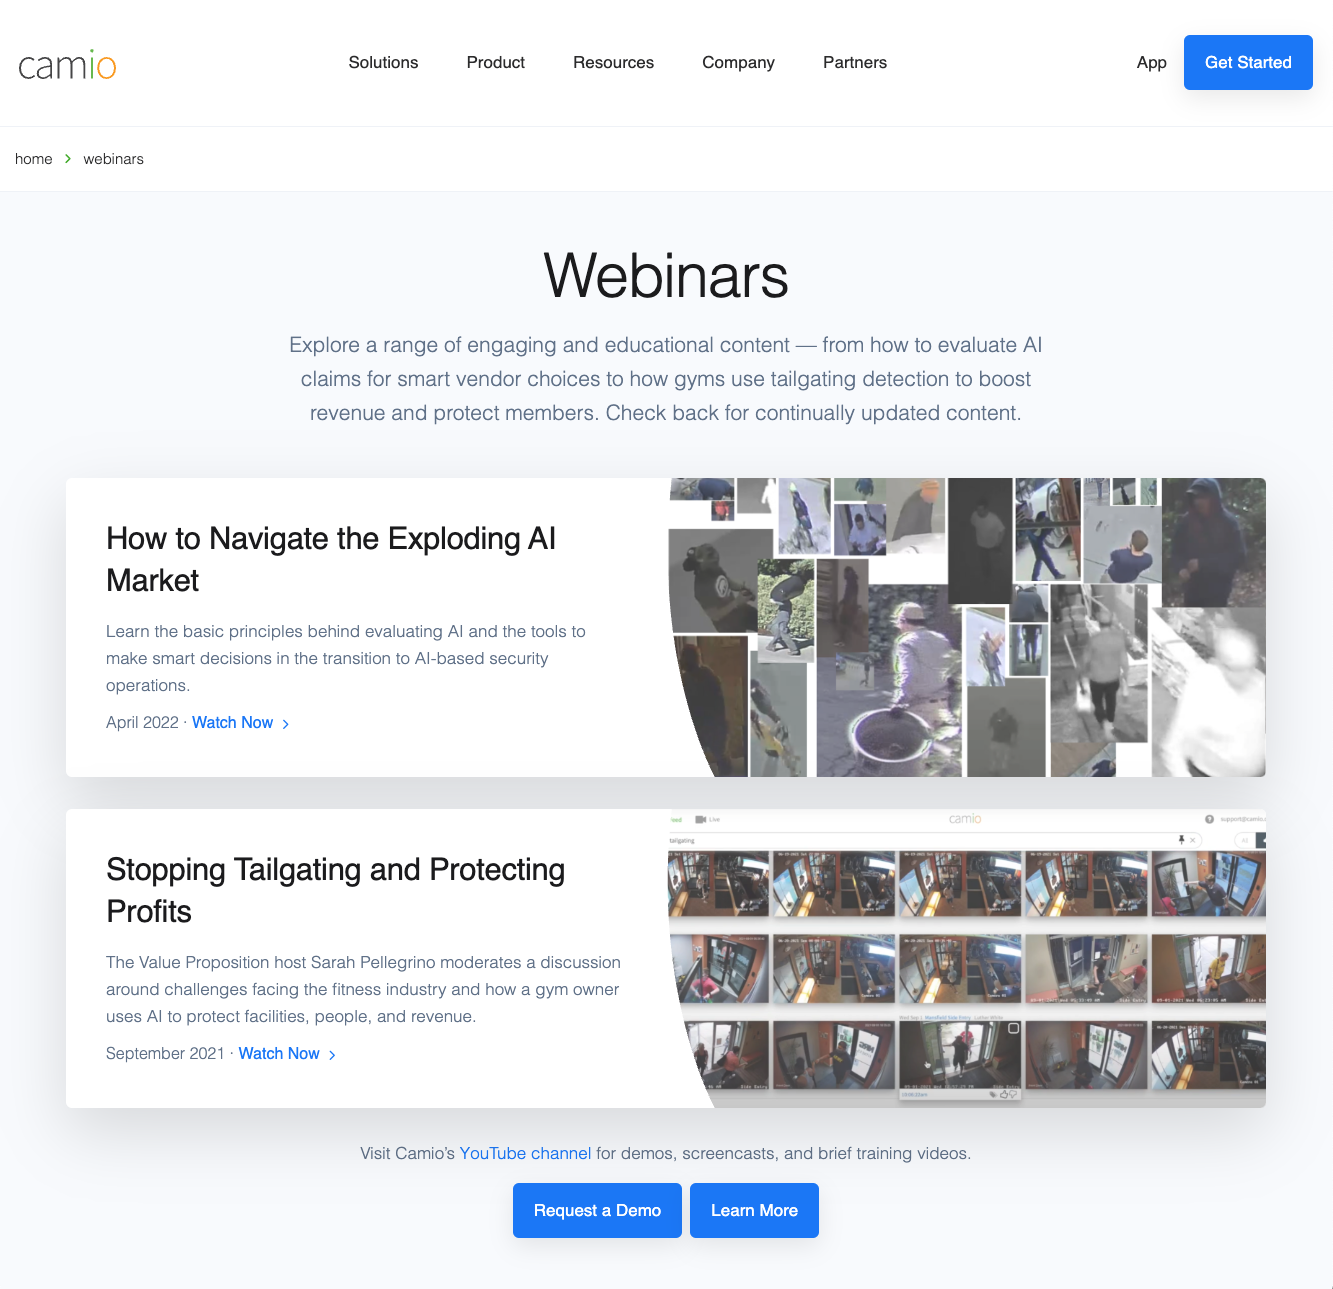 camio
Solutions
Product
Resources
Company
Partners
App
Get Started
home
webinars
Webinars
Explore a range of engaging and educational content — from how to evaluate AI
claims for smart vendor choices to how gyms use tailgating detection to boost
revenue and protect members. Check back for continually updated content.
How to Navigate the Exploding AI
Market
Learn the basic principles behind evaluating AI and the tools to
make smart decisions in the transition to AI-based security
operations.
April 2022 · Watch Now
Stopping Tailgating and Protecting
Profits
The Value Proposition host Sarah Pellegrino moderates a discussion
around challenges facing the fitness industry and how a gym owner
uses AI to protect facilities, people, and revenue.
September 2021 · Watch Now
Live
camio
tailgating
Visit Camio’s YouTube channel for demos, screencasts, and brief training videos.
Request a Demo
Learn More